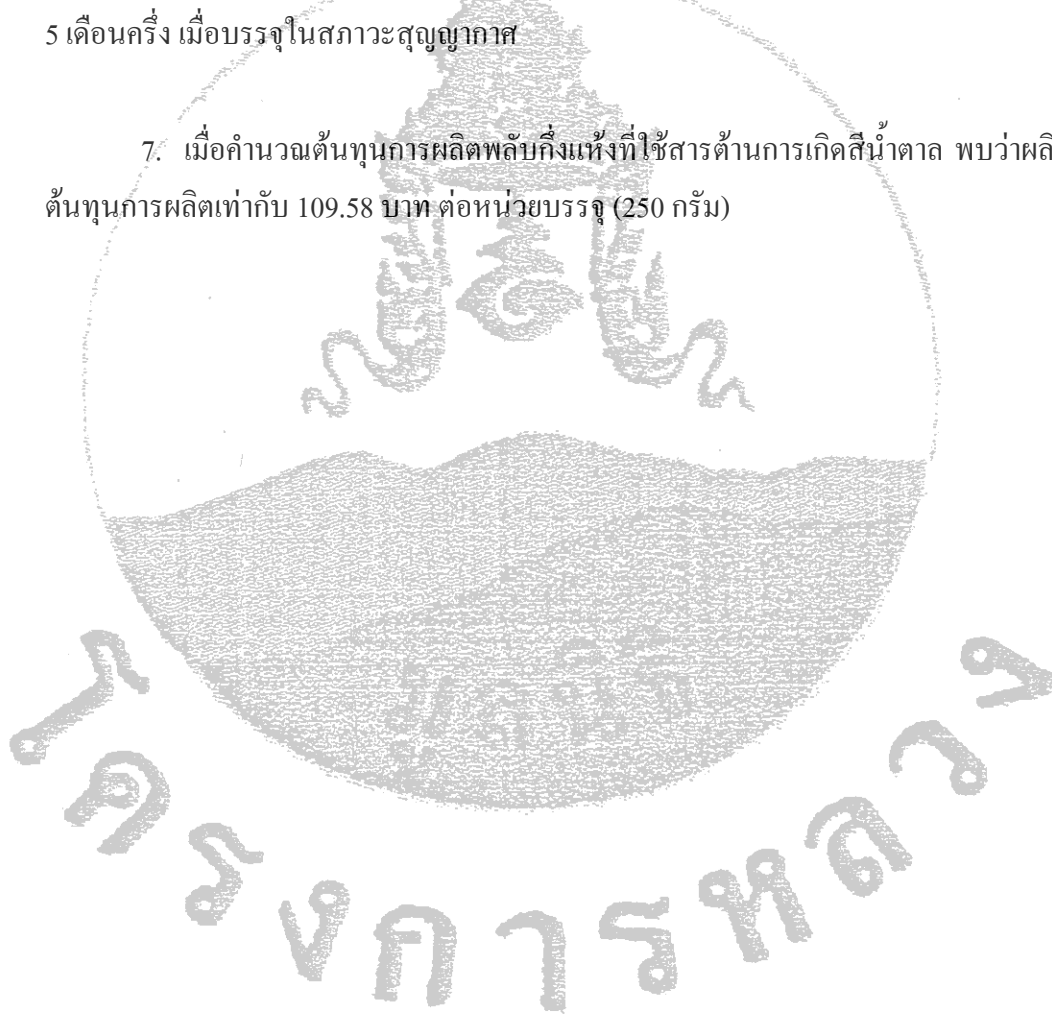 5 เดือนครึ่ง เมื่อบรรจุในสภาวะสุญญากาศ
7. เมื่อคำนวณต้นทุนการผลิตพลับกึ่งแห้งที่ใช้สารต้านการเกิดสีน้ำตาล พบว่าผลิ
ต้นทุนการผลิตเท่ากับ 109.58 บาท ต่อหน่วยบรรจุ (250 กรัม)
โครงการหลวง